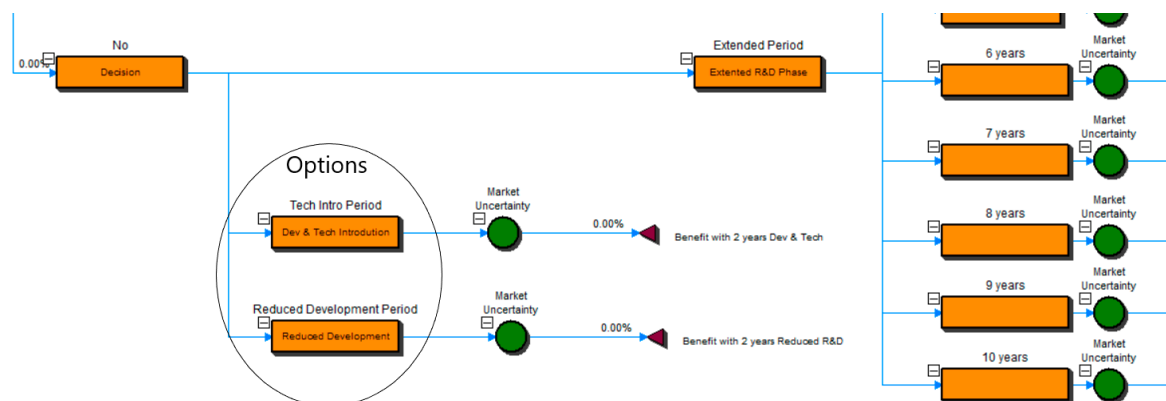 No
0.00%
Decision
Extended Period
Extented R&D Phase
Market
Uncertainty
6 years
Market
Uncertainty
7 years
Options
Tech Intro Period
Dev & Tech Introdution
Market
Uncertainty
0.00%
Benefit with 2 years Dev & Tech
Market
Uncertainty
8 years
Reduced Development Period
Reduced Development
Market
Uncertainty
0.00%
Benefit with 2 years Reduced R&D
Market
Uncertainty
9 years
Market
Uncertainty
10 years